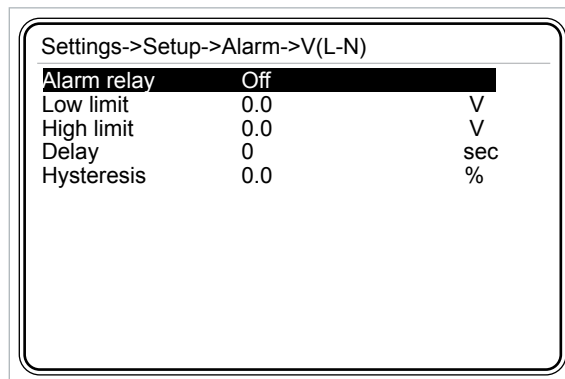 Settings->Setup->Alarm->V(L-N)
Alarm relay Off
Low limit 0.0 V
High limit 0.0 V
Delay 0 sec
Hysteresis 0.0 %